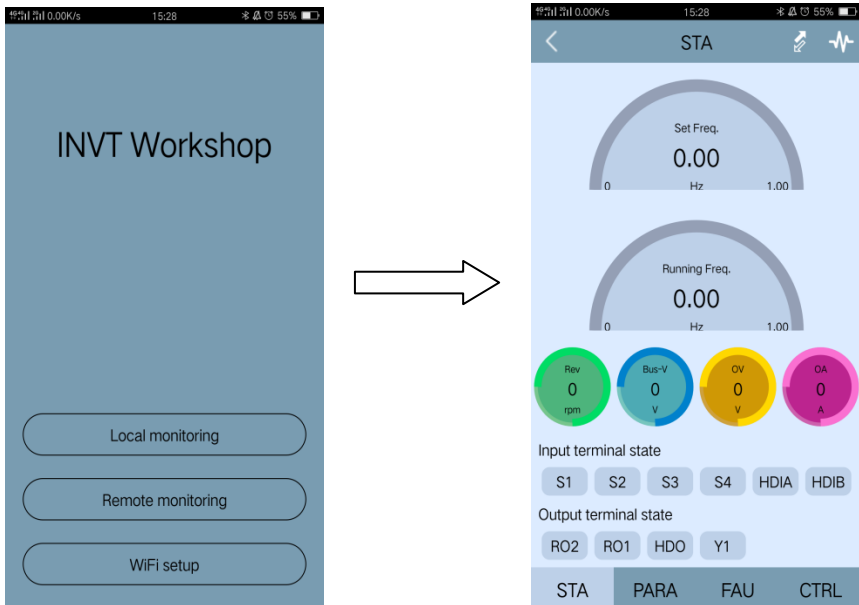 0.00K/s 15:28 55%
INVT Workshop
Local monitoring
Remote monitoring
WiFi setup
0.00K/s 15:28 55%
STA
Set Freq.
0.00
0 Hz 1.00
Running Freq.
0.00
0 Hz 1.00
Rev Bus-V OV OA
0 0 0 0
rpm V V A
Input terminal state
S1 S2 S3 S4 HDIA HDIB
Output terminal state
RO2 RO1 HDO Y1
STA PARA FAU CTRL